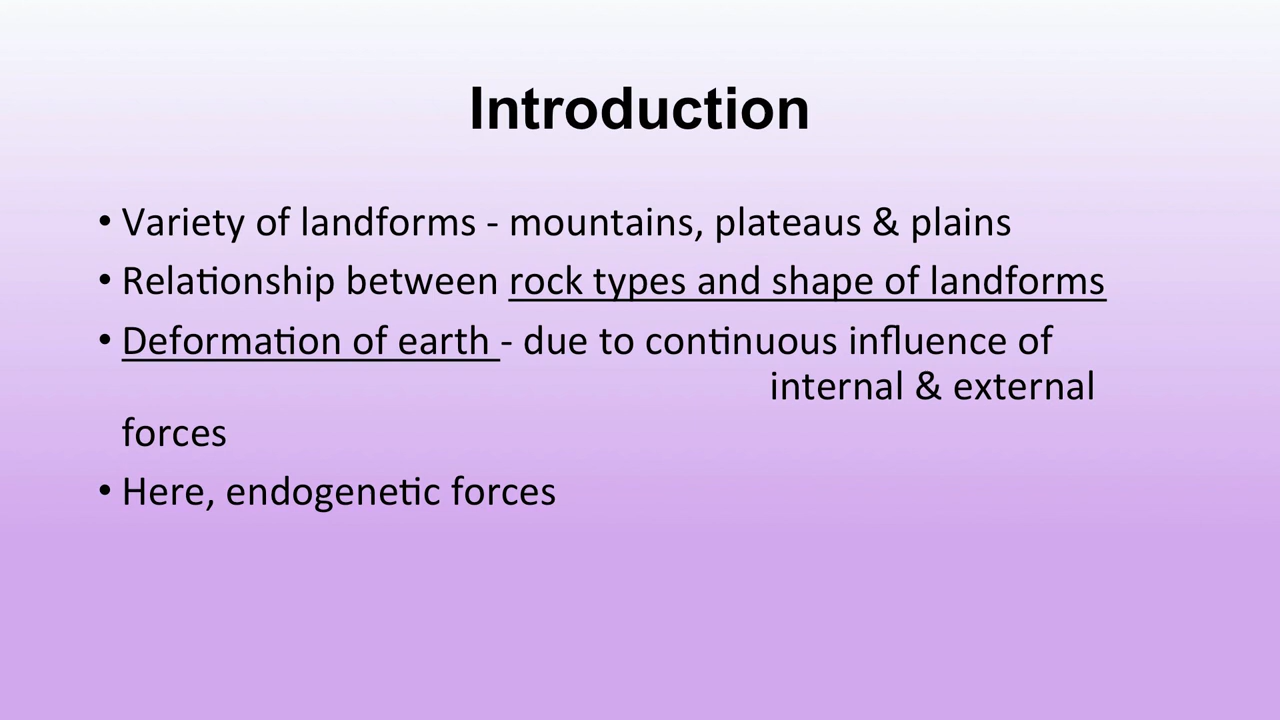 Introduction
• Variety of landforms - mountains, plateaus & plains
• Relationship between rock types and shape of landforms
• Deformation of earth - due to continuous influence of
internal & external
forces
• Here, endogenetic forces